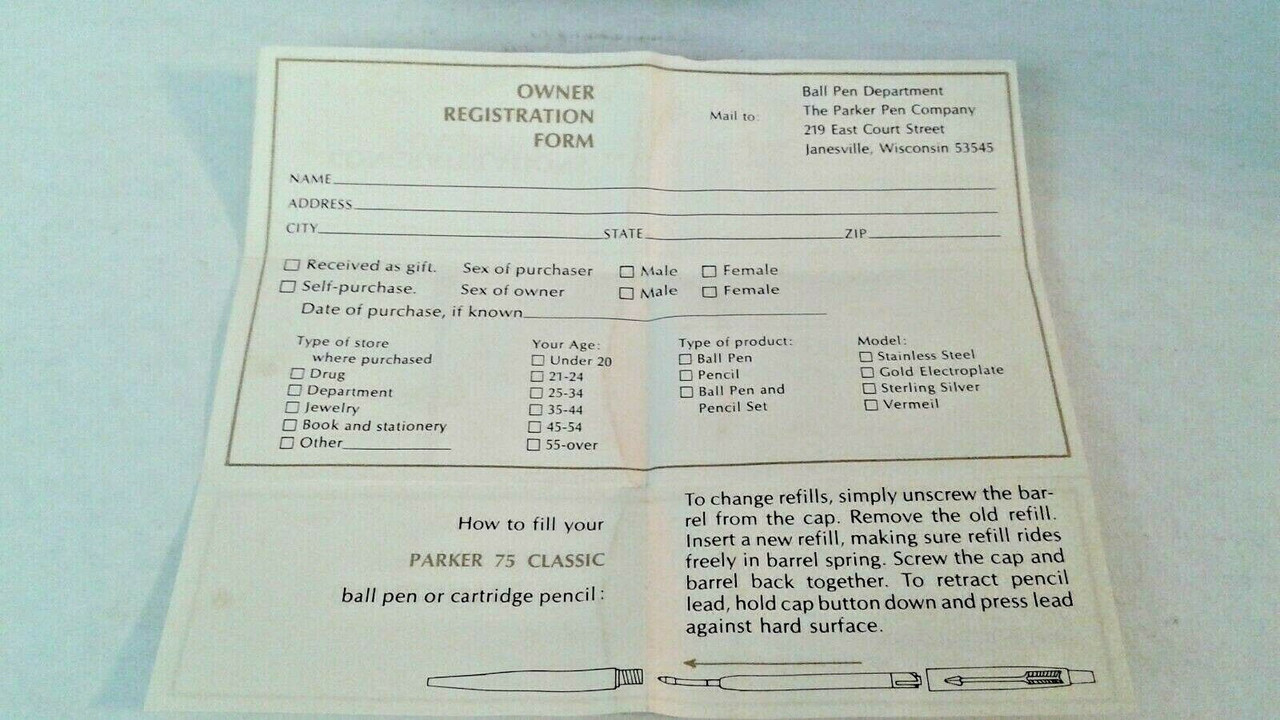 OWNER
REGISTRATION
FORM
Mail to:
Ball Pen Department
The Parker Pen Company
219 East Court Street
Janesville, Wisconsin 53545
NAME
ADDRESS
CITY STATE ZIP
Received as gift. Sex of purchaser Male Female
Self-purchase. Sex of owner Male Female
Date of purchase, if known
Type of store
where purchased
Drug
Department
Jewelry
Book and stationery
Other
Your Age:
Under 20
21-24
25-34
35-44
45-54
55-over
Type of product:
Ball Pen
Pencil
Ball Pen and
Pencil Set
Model:
Stainless Steel
Gold Electroplate
Sterling Silver
Vermeil
How to fill your
PARKER 75 CLASSIC
ball pen or cartridge pencil:
To change refills, simply unscrew the bar-
rel from the cap. Remove the old refill.
Insert a new refill, making sure refill rides
freely in barrel spring. Screw the cap and
barrel back together. To retract pencil
lead, hold cap button down and press lead
against hard surface.